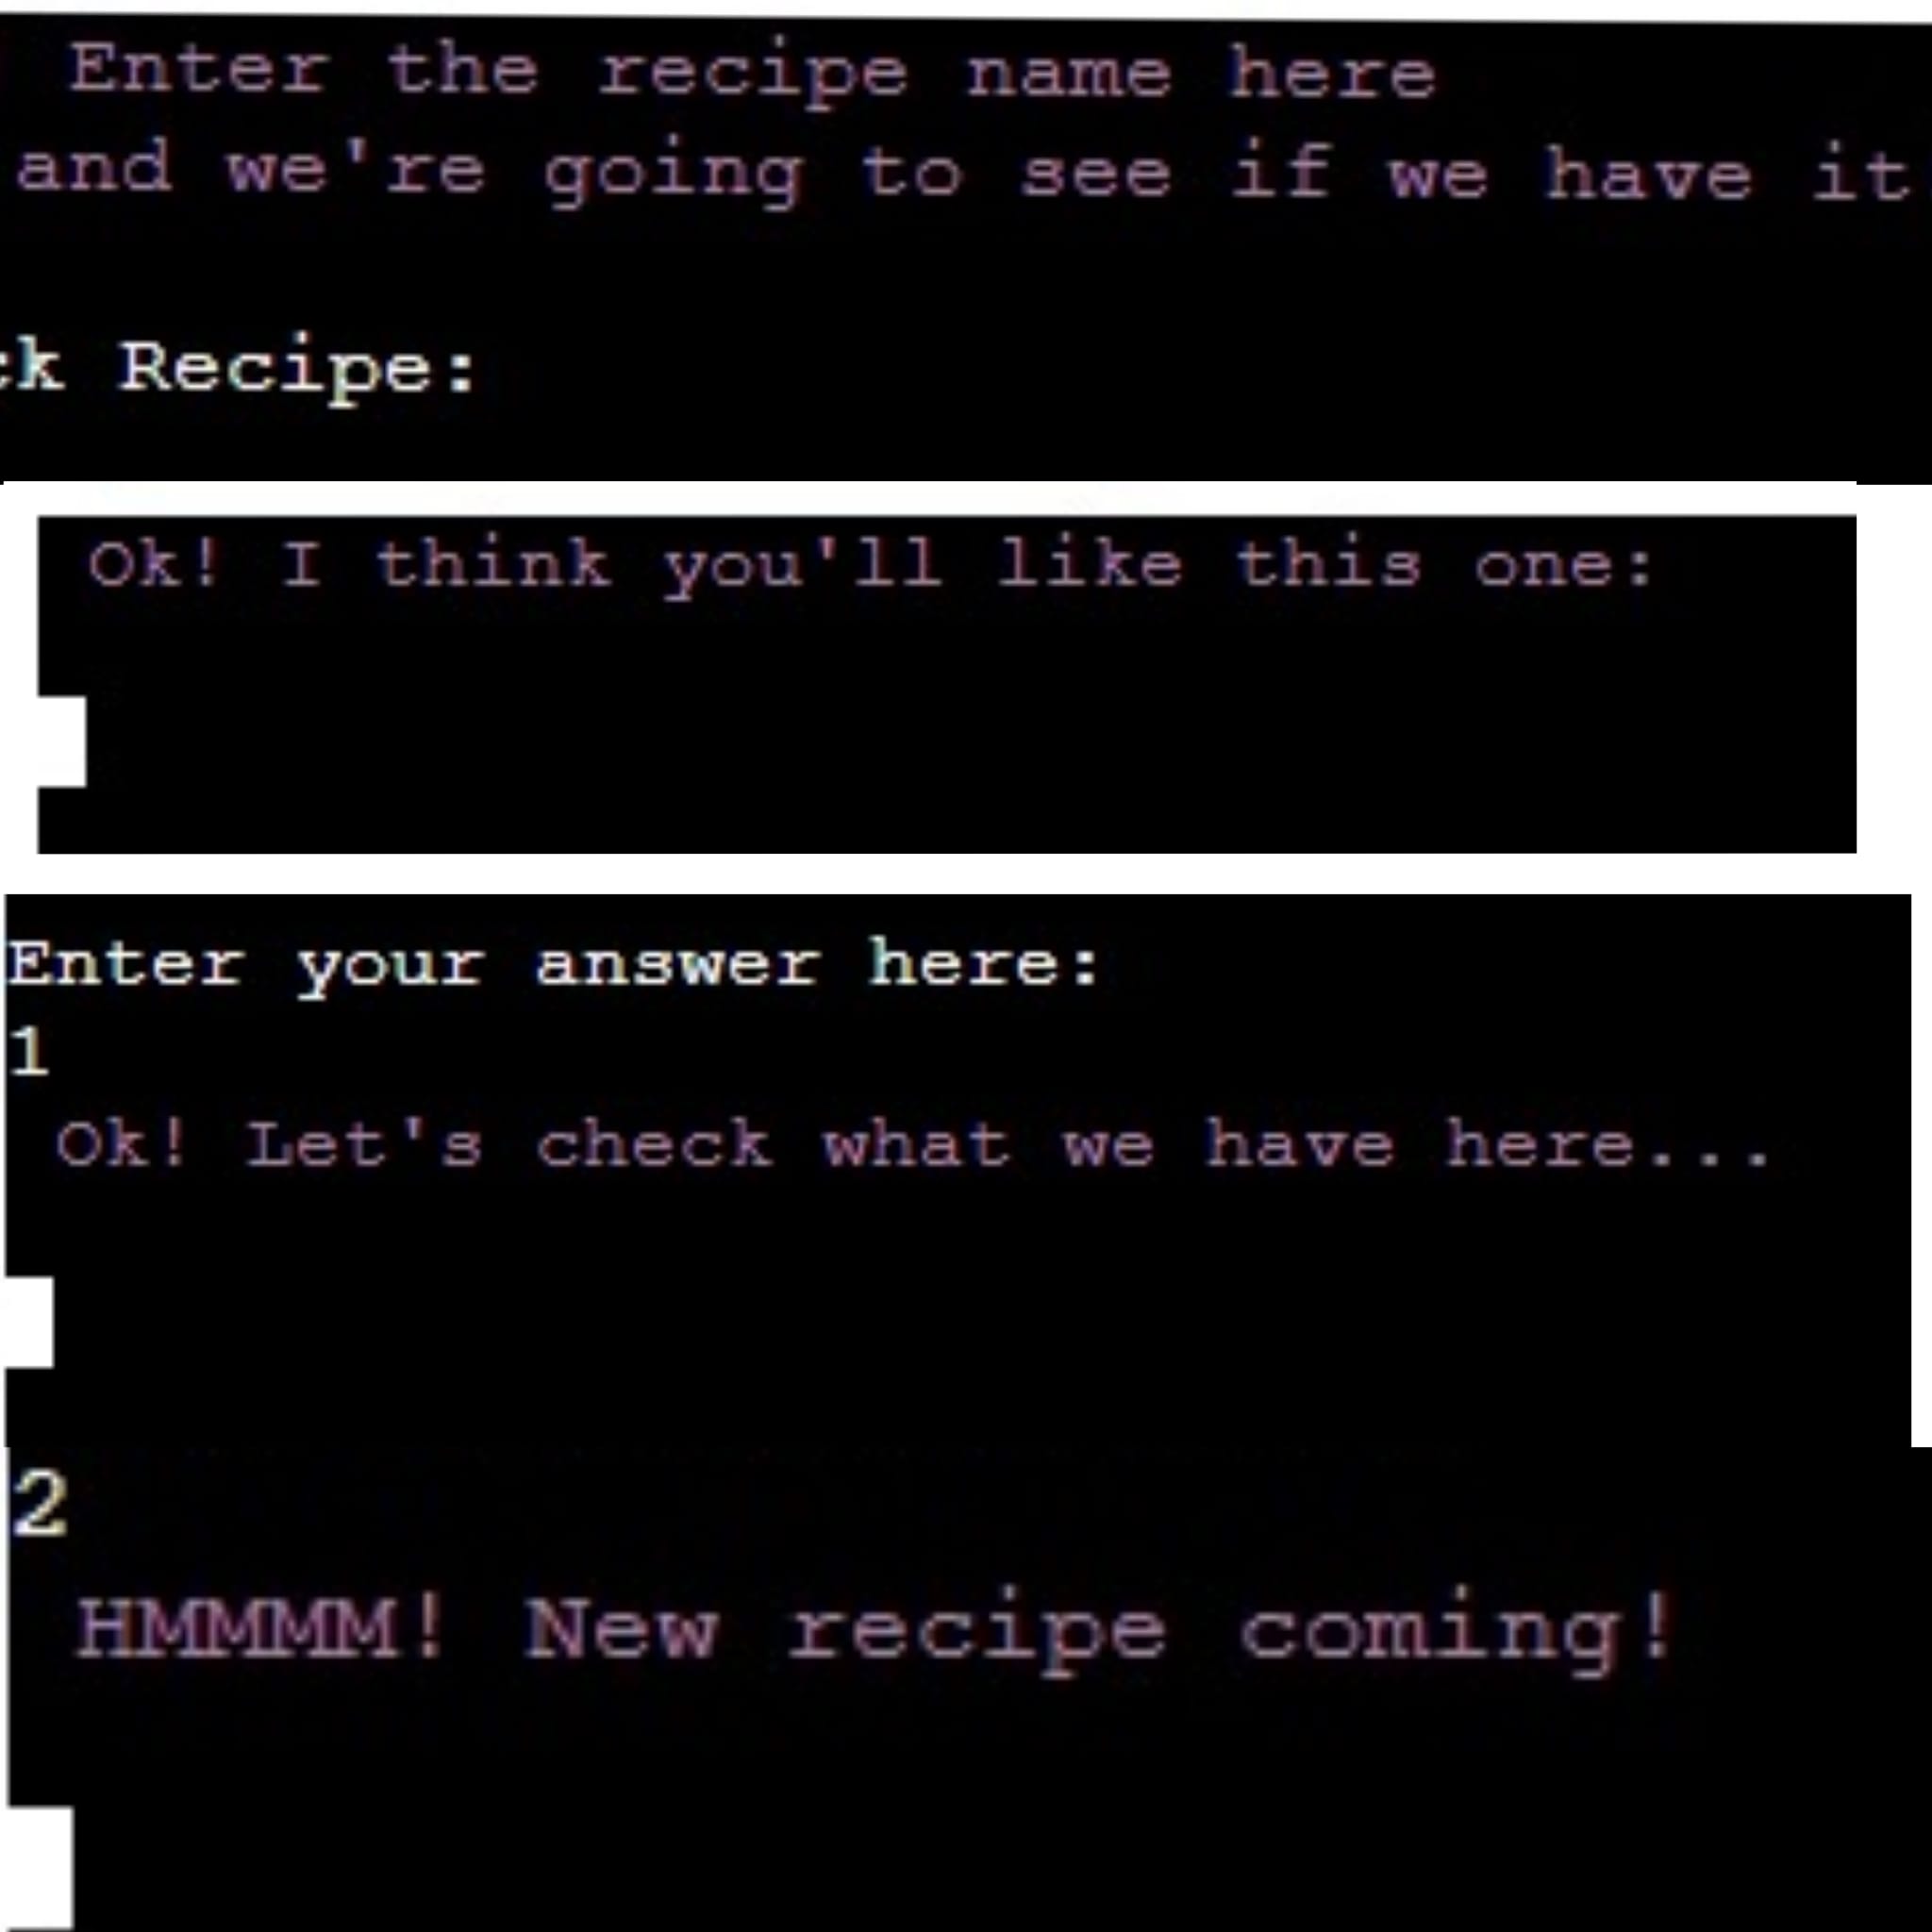 Enter the recipe name here
and we're going to see if we have it
Recipe:
Ok! I think you'll like this one:
Enter your answer here:
1
Ok! Let's check what we have here...
2
HMMMM! New recipe coming!